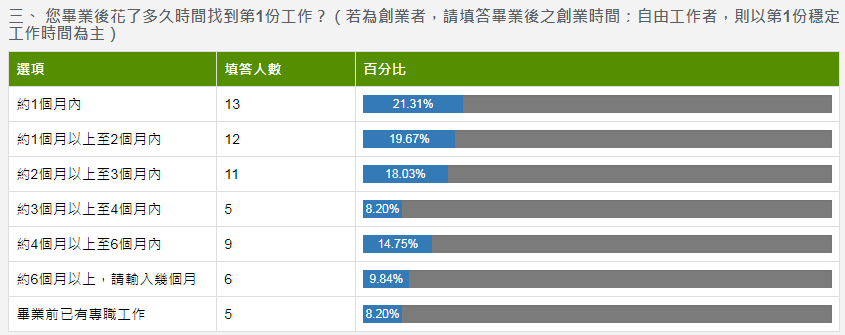 三、 您畢業後花了多久時間找到第1份工作？（若為創業者，請填答畢業後之創業時間：自由工作者，則以第1份穩定
工作時間為主）
選項 填答人數 百分比
約1個月內 13 21.31%
約1個月以上至2個月內 12 19.67%
約2個月以上至3個月內 11 18.03%
約3個月以上至4個月內 5 8.20%
約4個月以上至6個月內 9 14.75%
約6個月以上，請輸入幾個月 6 9.84%
畢業前已有專職工作 5 8.20%